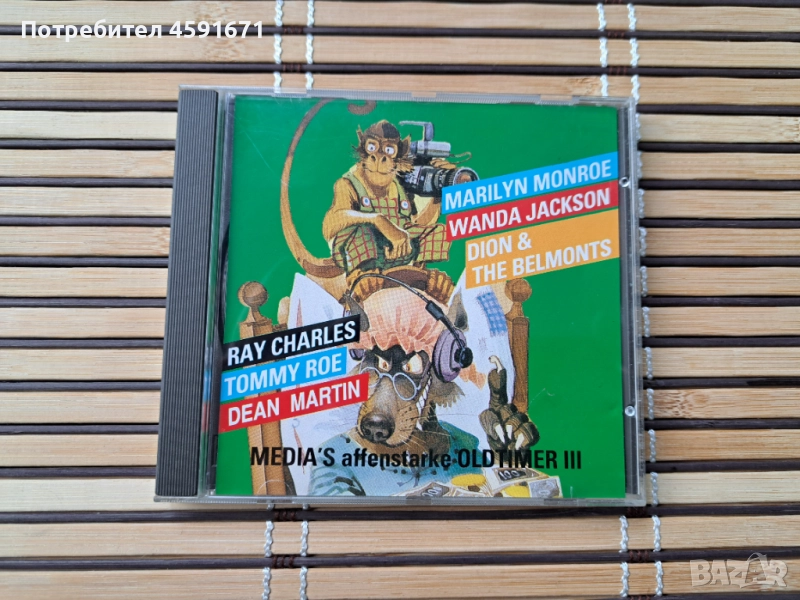 Потребител 4591671
MARILYN MONROE
WANDA JACKSON
DION &
THE BELMONTS
RAY CHARLES
TOMMY ROE
DEAN MARTIN
MEDIA'S affenstarke OLDTIMER III
BAZAR